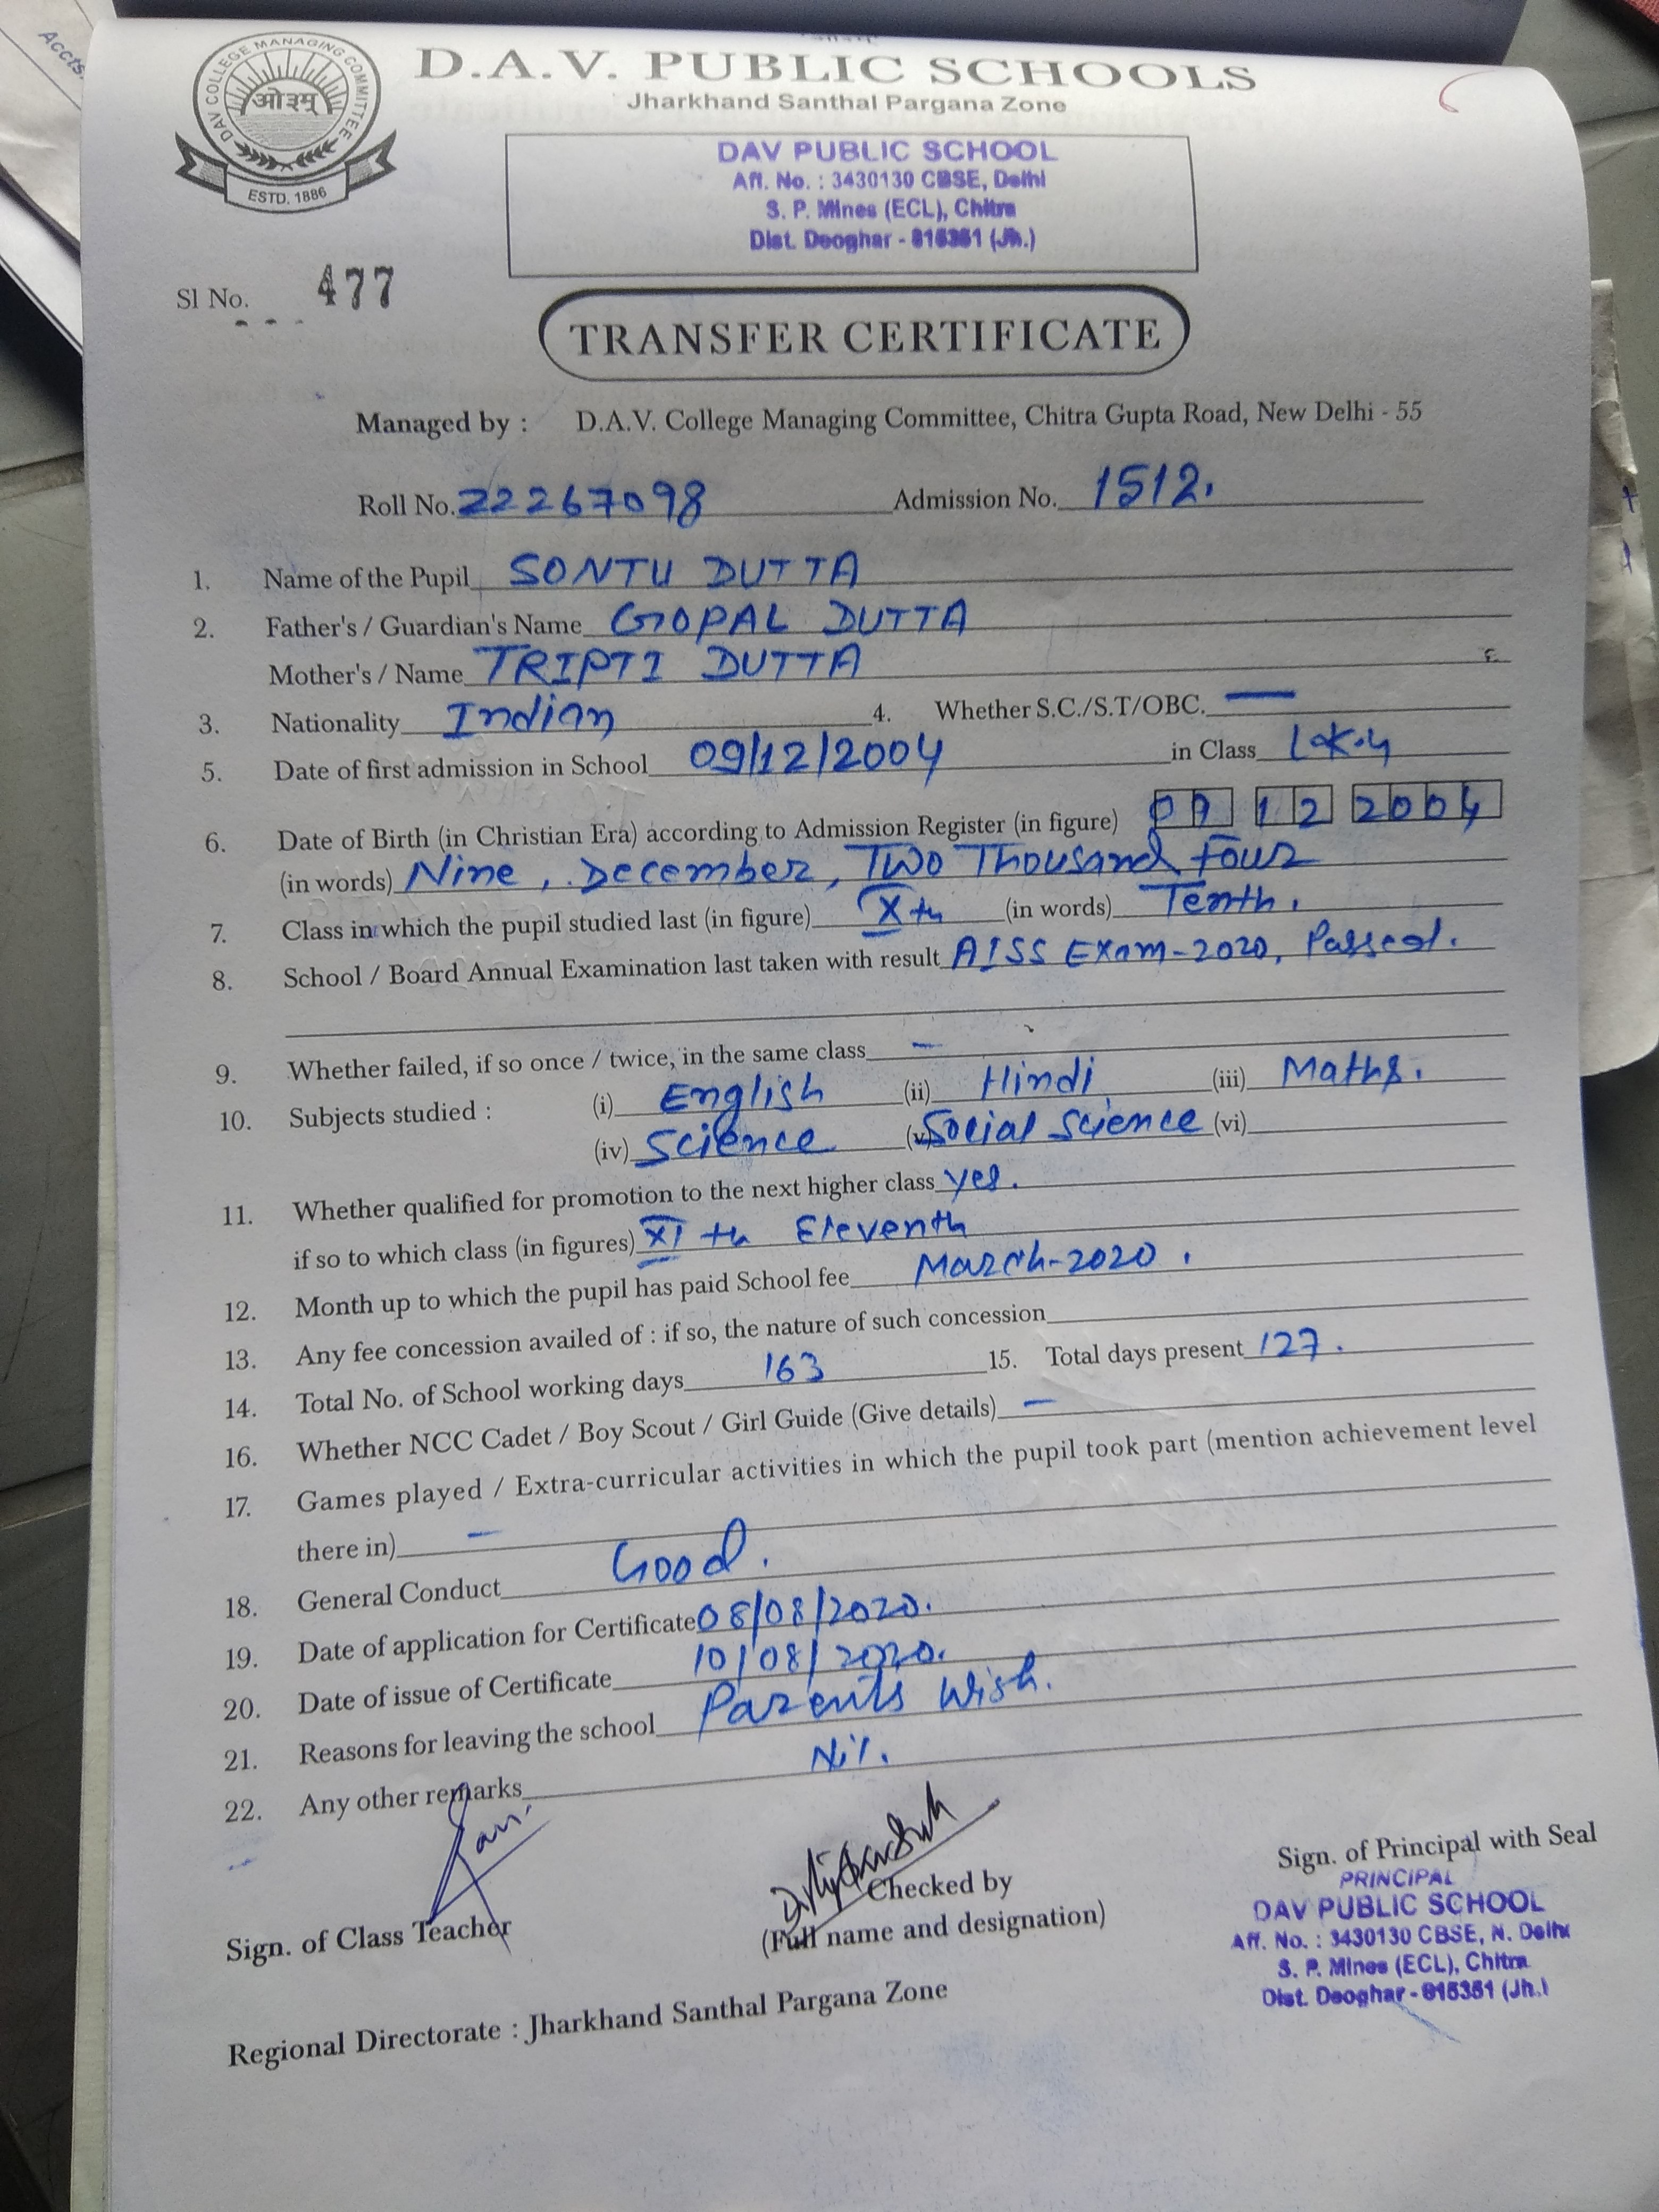 Accts.
DAV COLLEGE MANAGING COMMITTEE
ओ३म्
ESTD. 1886
D.A.V. PUBLIC SCHOOLS
Jharkhand Santhal Pargana Zone
DAV PUBLIC SCHOOL
Aff. No. : 3430130 CBSE, Delhi
S. P. Mines (ECL), Chitra
Dist. Deoghar - 815351 (Jh.)
Sl No. 477
TRANSFER CERTIFICATE
Managed by : D.A.V. College Managing Committee, Chitra Gupta Road, New Delhi - 55
Roll No. 22267098 Admission No. 1512.
1. Name of the Pupil SONTU DUTTA
2. Father's / Guardian's Name GOPAL DUTTA
Mother's / Name TRIPTI DUTTA
3. Nationality Indian 4. Whether S.C./S.T/OBC. —
5. Date of first admission in School 09/12/2004 in Class L.K.G
6. Date of Birth (in Christian Era) according to Admission Register (in figure) 09 12 2004
(in words) Nine, December, Two Thousand Four
7. Class in which the pupil studied last (in figure) Xth (in words) Tenth.
8. School / Board Annual Examination last taken with result AISS Exam-2020, Passed.
9. Whether failed, if so once / twice, in the same class —
10. Subjects studied : (i) English (ii) Hindi (iii) Maths.
(iv) Science (v) Social Science (vi)
11. Whether qualified for promotion to the next higher class Yes.
if so to which class (in figures) XI th Eleventh
12. Month up to which the pupil has paid School fee March-2020.
13. Any fee concession availed of : if so, the nature of such concession
14. Total No. of School working days 163 15. Total days present 127.
16. Whether NCC Cadet / Boy Scout / Girl Guide (Give details) —
17. Games played / Extra-curricular activities in which the pupil took part (mention achievement level
there in) —
18. General Conduct Good.
19. Date of application for Certificate 08/08/2020.
20. Date of issue of Certificate 10/08/2020.
21. Reasons for leaving the school Parents Wish.
22. Any other remarks Nil.
Sign. of Class Teacher
Checked by
(Full name and designation)
Sign. of Principal with Seal
PRINCIPAL
DAV PUBLIC SCHOOL
Aff. No. : 3430130 CBSE, N. Delhi
S. P. Mines (ECL), Chitra
Dist. Deoghar - 815351 (Jh.)
Regional Directorate : Jharkhand Santhal Pargana Zone